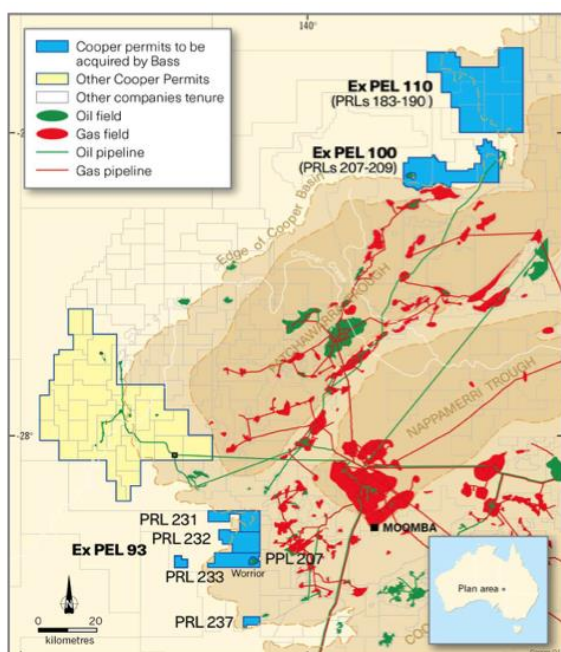 140°
Cooper permits to be
acquired by Bass
Other Cooper Permits
Other companies tenure
Oil field
Gas field
Oil pipeline
Gas pipeline
Ex PEL 110
(PRLs 183-190 )
Ex PEL 100
(PRLs 207-209)
Edge of Cooper Basin
PATCHAWARRA TROUGH
NAPPAMERRI TROUGH
-28°
PRL 231
PRL 232
Ex PEL 93
PRL 233
Worrior
PPL 207
PRL 237
MOOMBA
N
0 20
kilometres
Plan area